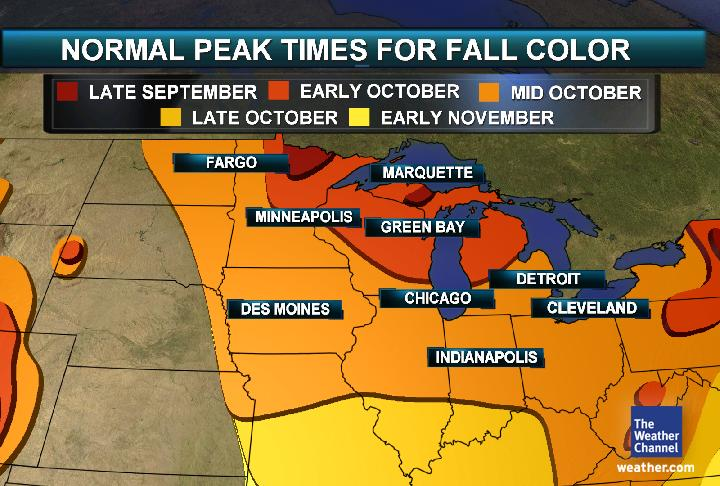 NORMAL PEAK TIMES FOR FALL COLOR
LATE SEPTEMBER EARLY OCTOBER MID OCTOBER
LATE OCTOBER EARLY NOVEMBER
FARGO
MARQUETTE
MINNEAPOLIS
GREEN BAY
DETROIT
CHICAGO
DES MOINES
CLEVELAND
INDIANAPOLIS
The
Weather
Channel
weather.com